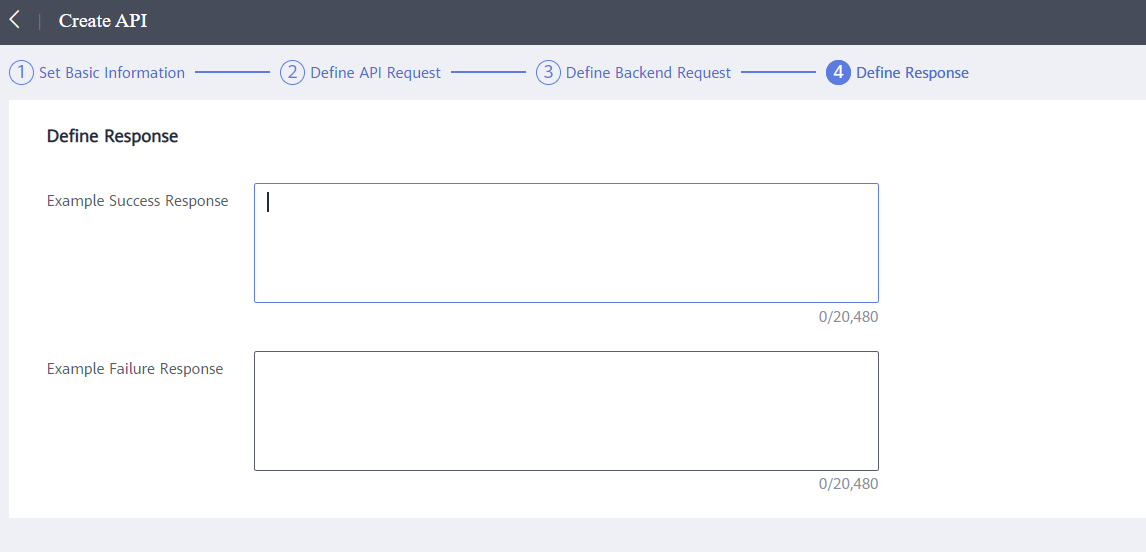 Create API
1 Set Basic Information 2 Define API Request 3 Define Backend Request 4 Define Response
Define Response
Example Success Response
0/20,480
Example Failure Response
0/20,480